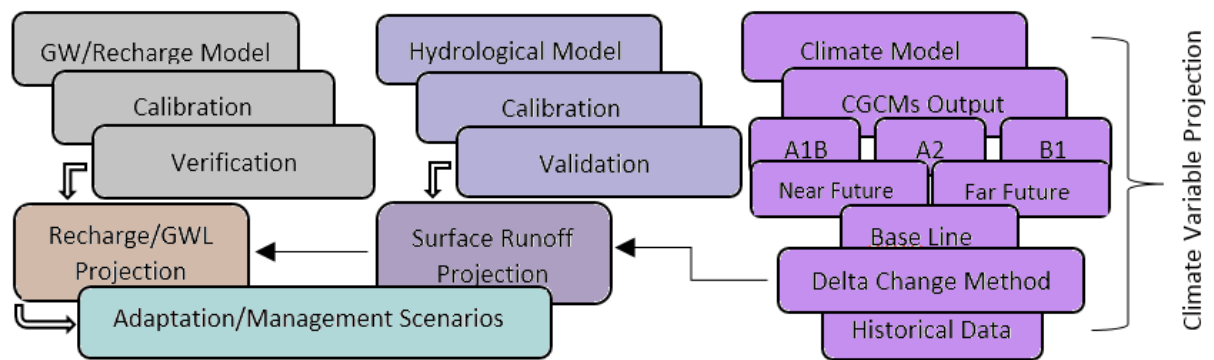 GW/Recharge Model
Calibration
Verification
Recharge/GWL
Projection
Hydrological Model
Calibration
Validation
Surface Runoff
Projection
Adaptation/Management Scenarios
Climate Model
CGCMs Output
A1B
A2
B1
Near Future
Far Future
Base Line
Delta Change Method
Historical Data
Climate Variable Projection